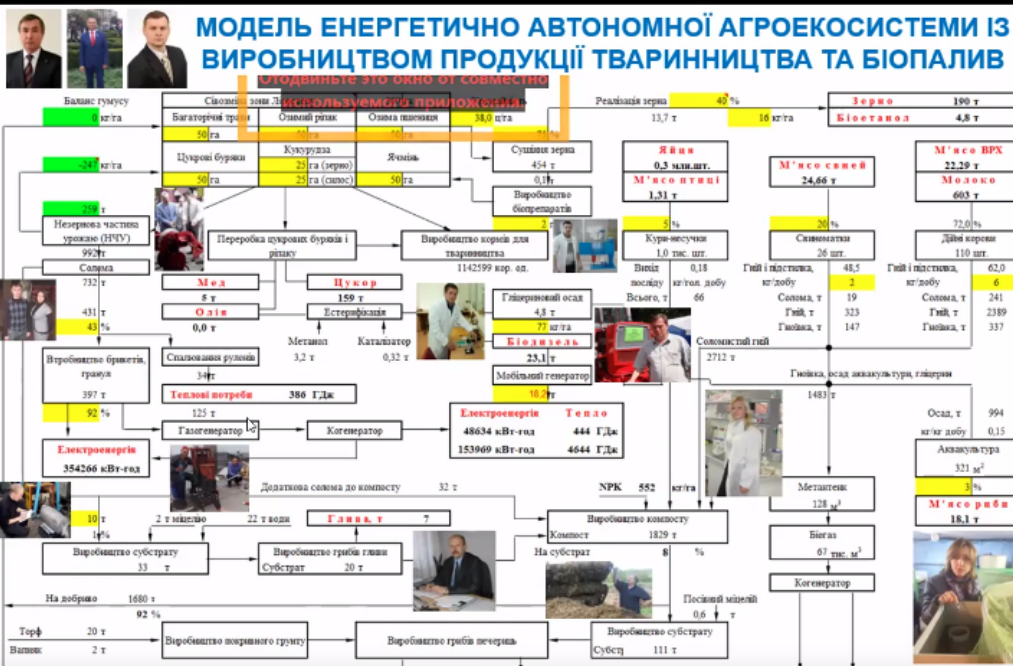 МОДЕЛЬ ЕНЕРГЕТИЧНО АВТОНОМНОЇ АГРОЕКОСИСТЕМИ ІЗ
ВИРОБНИЦТВОМ ПРОДУКЦІЇ ТВАРИННИЦТВА ТА БІОПАЛИВ
Отодвиньте это окно от совместно
используемого приложения.
Баланс гумусу
0 кг/га
-247 кг/га
259 т
Сівозміна зони
Багаторічні трави
50 га
Озимий ріпак
га
Озима пшениця
га
38,0 ц/га
Цукрові буряки
50 га
Кукурудза
25 га (зерно)
25 га (силос)
Ячмінь
50 га
Сушіння зерна
454 т
Виробництво
біопрепаратів
2
Реалізація зерна 40 %
13,7 т 16 кг/га
Зерно 190 т
Біоетанол 4,8 т
Яйця
0,3 млн.шт.
М'ясо птиці
1,31 т
М'ясо свиней
24,66 т
М'ясо ВРХ
22,29 т
Молоко
603 т
Незернова частина
урожаю (НЧУ)
992 т
Солома
732 т
431 т
43 %
Переробка цукрових буряків і
ріпаку
Виробництво кормів для
тваринництва
1142599 кор. од.
5 %
Кури-несучки
1,0 тис. шт.
Вихід 0,18
посліду кг/гол. добу
Всього, т 66
20 %
Свиноматки
26 шт.
Гній і підстилка, 48,5
кг/добу 2
Солома, т 19
Гній, т 323
Гноївка, т 147
72,0 %
Дійні корови
110 шт.
Гній і підстилка, 62,0
кг/добу 6
Солома, т 241
Гній, т 2389
Гноївка, т 337
Мед
8 т
Олія
0,0 т
Цукор
159 т
Естерифікація
Метанол
3,2 т
Каталізатор
0,32 т
Гліцериновий осад
4,8 т
77 кг/га
Біодизель
23,1 т
Мобільний генератор
18,2 т
Соломистий гній
2712 т
Гноївка, осад аквакультури, гліцерин
1483 т
Втробництво брикетів,
гранул
397 т
92 %
Спалювання рулонів
34 т
Теплові потреби 386 ГДж
125 т
Газогенератор
Когенератор
Електроенергія Тепло
48634 кВт-год 444 ГДж
153969 кВт-год 4644 ГДж
Електроенергія
354266 кВт-год
Осад, т 994
кг/кг добу 0,15
Аквакультура
321 м²
3 %
М'ясо риби
18,1 т
Додаткова солома до компосту 32 т
NPK 552 кг/га
Метантенк
128 м³
Біогаз
67 тис. м³
Когенератор
10 т
1%
2 т міцелію
22 т води
Глива, т 7
Виробництво субстрату
33 т
Виробництво грибів гливи
Субстрат 20 т
Виробництво компосту
Компост 1829 т
На субстрат 8 %
На добриво 1680 т
92 %
Посівний міцелій
0,6 т
Торф 20 т
Вапняк 2 т
Виробництво покривного ґрунту
Виробництво грибів печериць
Виробництво субстрату
111 т